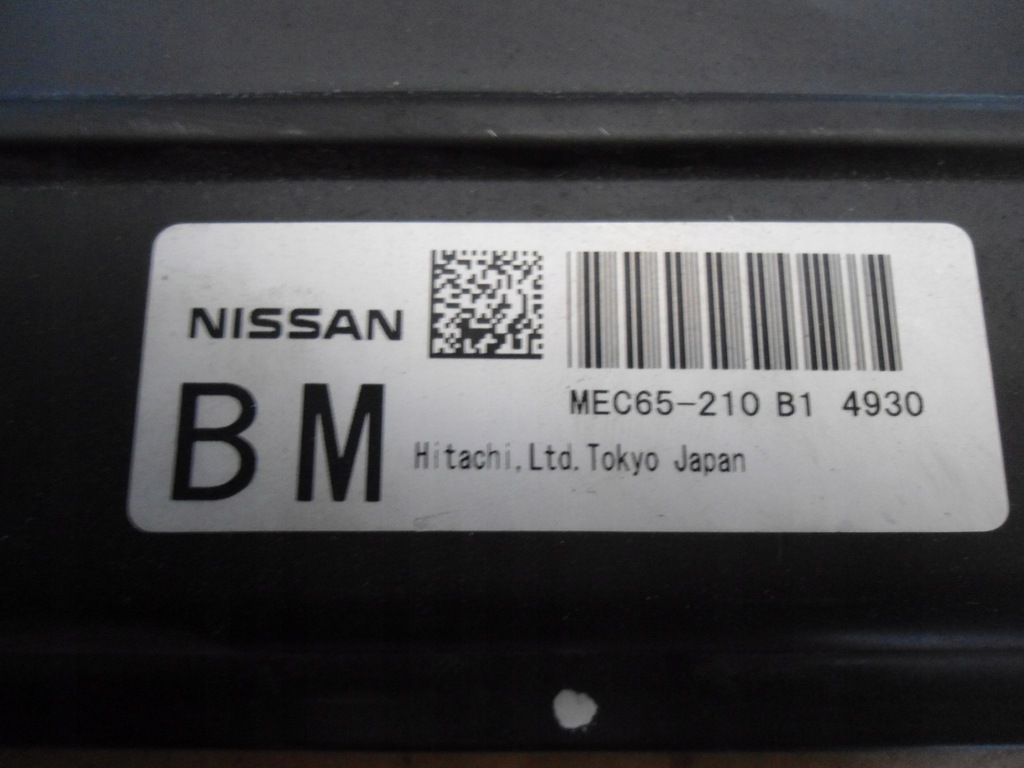 NISSAN
MEC65-210 B1 4930
BM
Hitachi, Ltd. Tokyo Japan